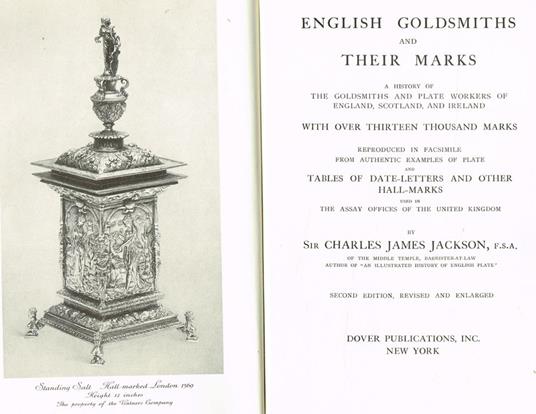 Standing Salt Hall-marked London 1569
Height 12 inches
The property of the Vintners Company
ENGLISH GOLDSMITHS
AND
THEIR MARKS
A HISTORY OF
THE GOLDSMITHS AND PLATE WORKERS OF
ENGLAND, SCOTLAND, AND IRELAND
WITH OVER THIRTEEN THOUSAND MARKS
REPRODUCED IN FACSIMILE
FROM AUTHENTIC EXAMPLES OF PLATE
AND
TABLES OF DATE-LETTERS AND OTHER
HALL-MARKS
USED IN
THE ASSAY OFFICES OF THE UNITED KINGDOM
BY
SIR CHARLES JAMES JACKSON, F.S.A.
OF THE MIDDLE TEMPLE, BARRISTER-AT-LAW
AUTHOR OF "AN ILLUSTRATED HISTORY OF ENGLISH PLATE"
SECOND EDITION, REVISED AND ENLARGED
DOVER PUBLICATIONS, INC.
NEW YORK